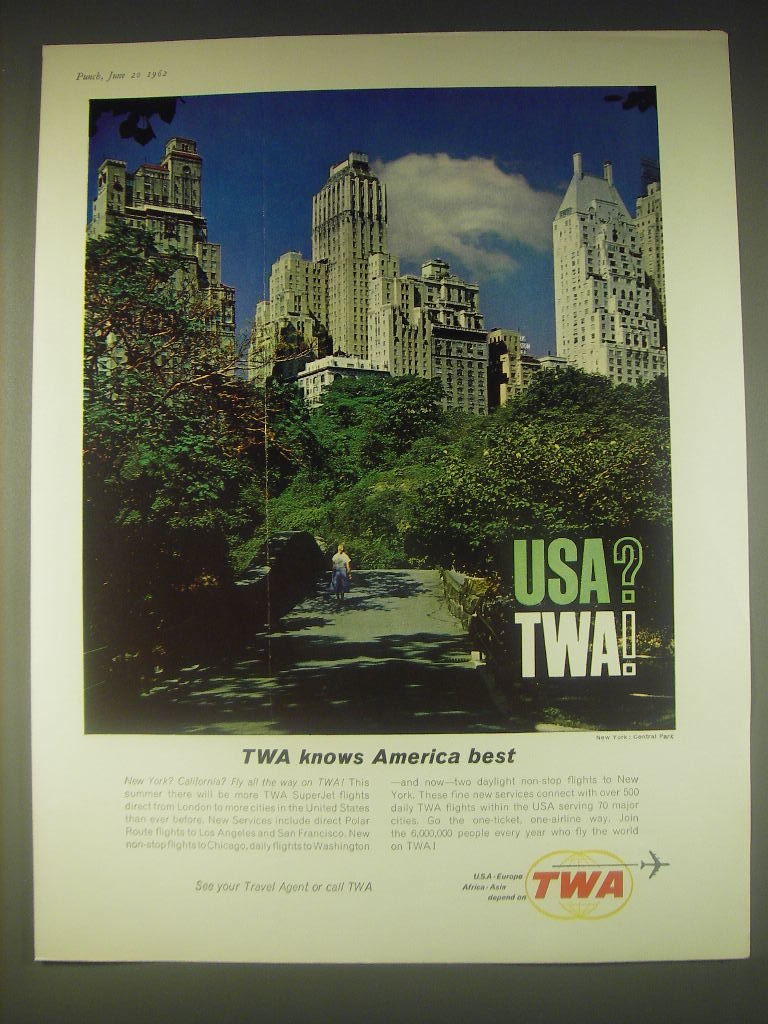 Punch, June 20 1962
USA?
TWA!
New York: Central Park
TWA knows America best
New York? California? Fly all the way on TWA! This
summer there will be more TWA SuperJet flights
direct from London to more cities in the United States
than ever before. New Services include direct Polar
Route flights to Los Angeles and San Francisco. New
non-stop flights to Chicago, daily flights to Washington
—and now—two daylight non-stop flights to New
York. These fine new services connect with over 500
daily TWA flights within the USA serving 70 major
cities. Go the one-ticket, one-airline way. Join
the 6,000,000 people every year who fly the world
on TWA!
See your Travel Agent or call TWA
USA·Europe
Africa·Asia
depend on
TWA